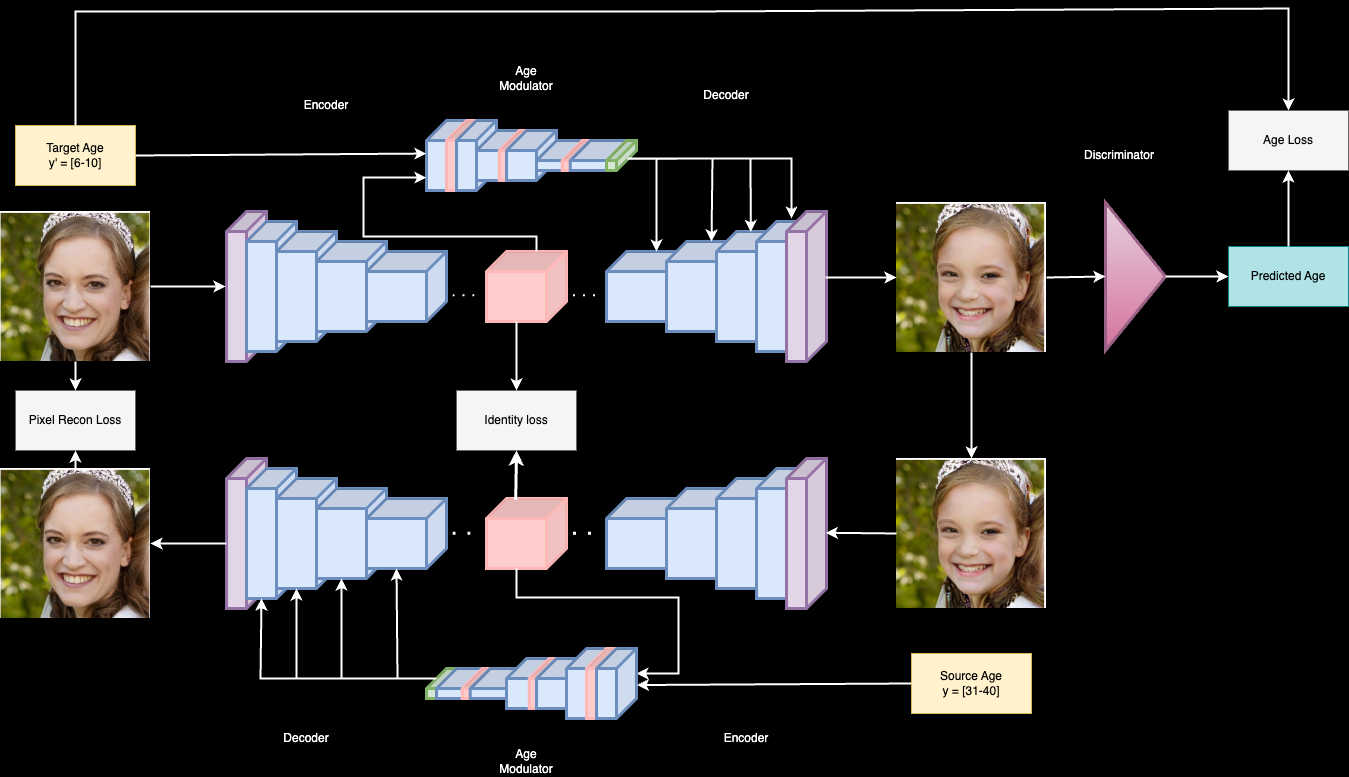 Age
Modulator
Encoder
Decoder
Target Age
y' = [6-10]
Age Loss
Discriminator
Predicted Age
Pixel Recon Loss
Identity loss
Source Age
y = [31-40]
Decoder
Encoder
Age
Modulator